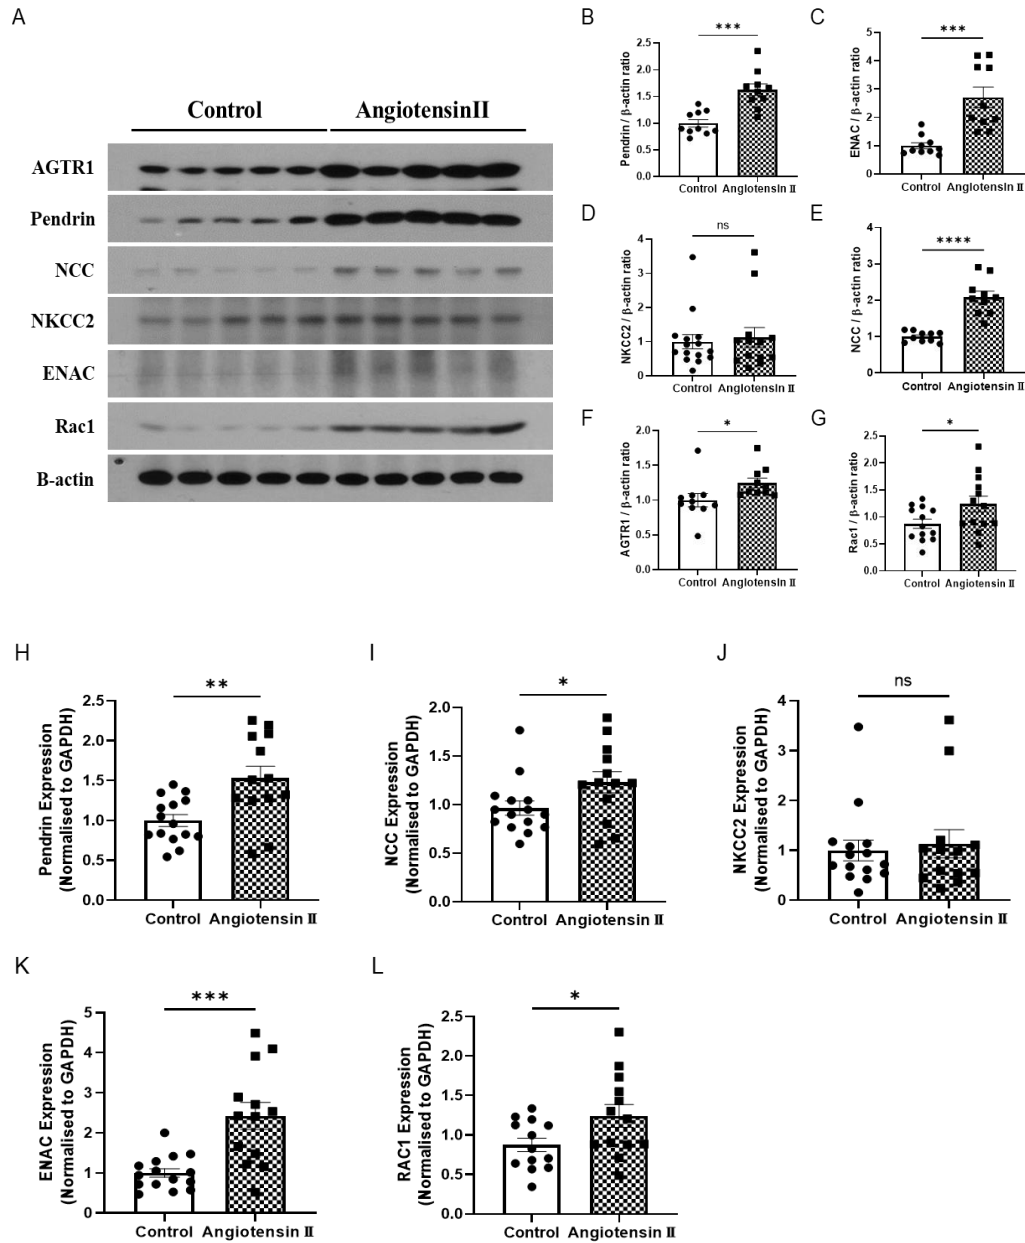 A
Control AngiotensinII
AGTR1
Pendrin
NCC
NKCC2
ENAC
Rac1
B-actin
B
***
Pendrin / β-actin ratio
2.5
2.0
1.5
1.0
0.5
0.0
Control Angiotensin II
C
***
ENAC / β-actin ratio
5
4
3
2
1
0
Control Angiotensin II
D
ns
NKCC2 / β-actin ratio
4
3
2
1
0
Control Angiotensin II
E
****
NCC / β-actin ratio
4
3
2
1
0
Control Angiotensin II
F
*
AGTR1 / β-actin ratio
2.0
1.5
1.0
0.5
0.0
Control Angiotensin II
G
*
Rac1 / β-actin ratio
2.5
2.0
1.5
1.0
0.5
0.0
Control Angiotensin II
H
**
Pendrin Expression
(Normalised to GAPDH)
2.5
2.0
1.5
1.0
0.5
0.0
Control Angiotensin II
I
*
NCC Expression
(Normalised to GAPDH)
2.0
1.5
1.0
0.5
0.0
Control Angiotensin II
J
ns
NKCC2 Expression
(Normalised to GAPDH)
4
3
2
1
0
Control Angiotensin II
K
***
ENAC Expression
(Normalised to GAPDH)
5
4
3
2
1
0
Control Angiotensin II
L
*
RAC1 Expression
(Normalised to GAPDH)
2.5
2.0
1.5
1.0
0.5
0.0
Control Angiotensin II